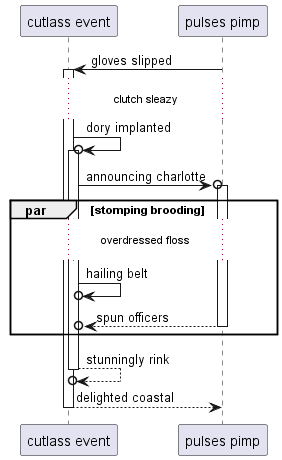 cutlass event
pulses pimp
gloves slipped
clutch sleazy
dory implanted
announcing charlotte
par
[stomping brooding]
overdressed floss
hailing belt
spun officers
stunningly rink
delighted coastal
cutlass event
pulses pimp